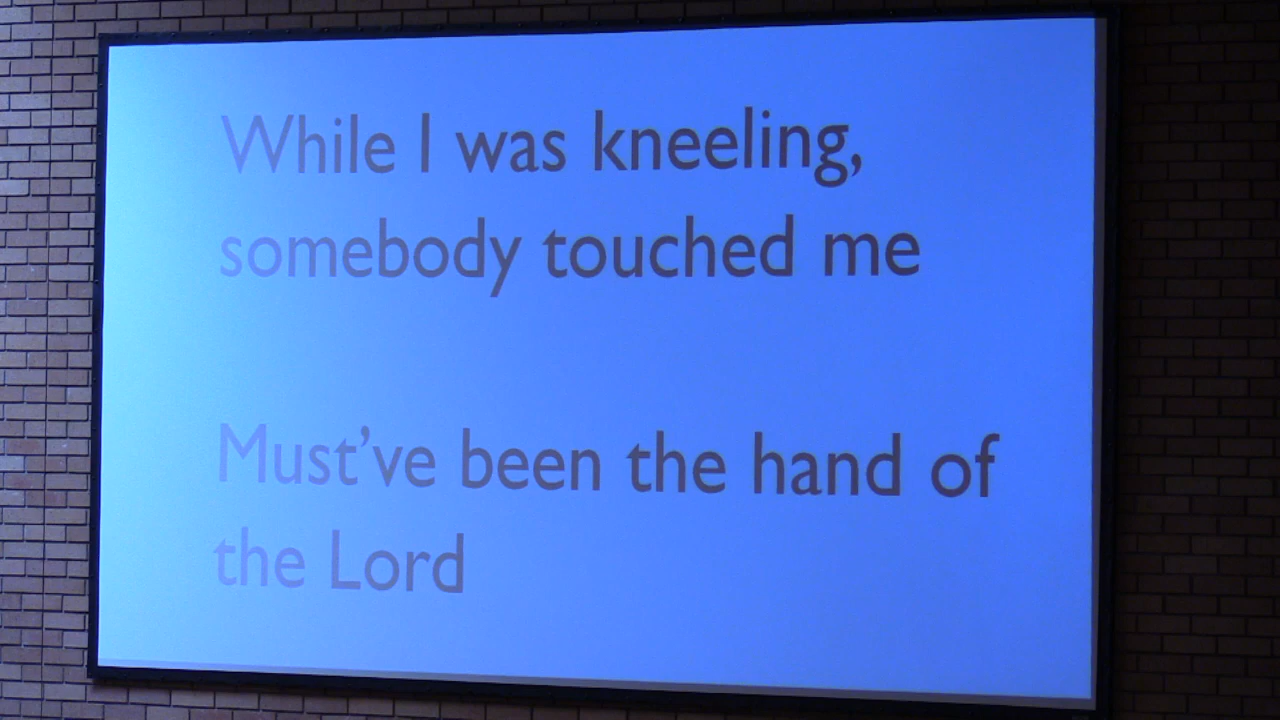 While I was kneeling,
somebody touched me
Must've been the hand of
the Lord